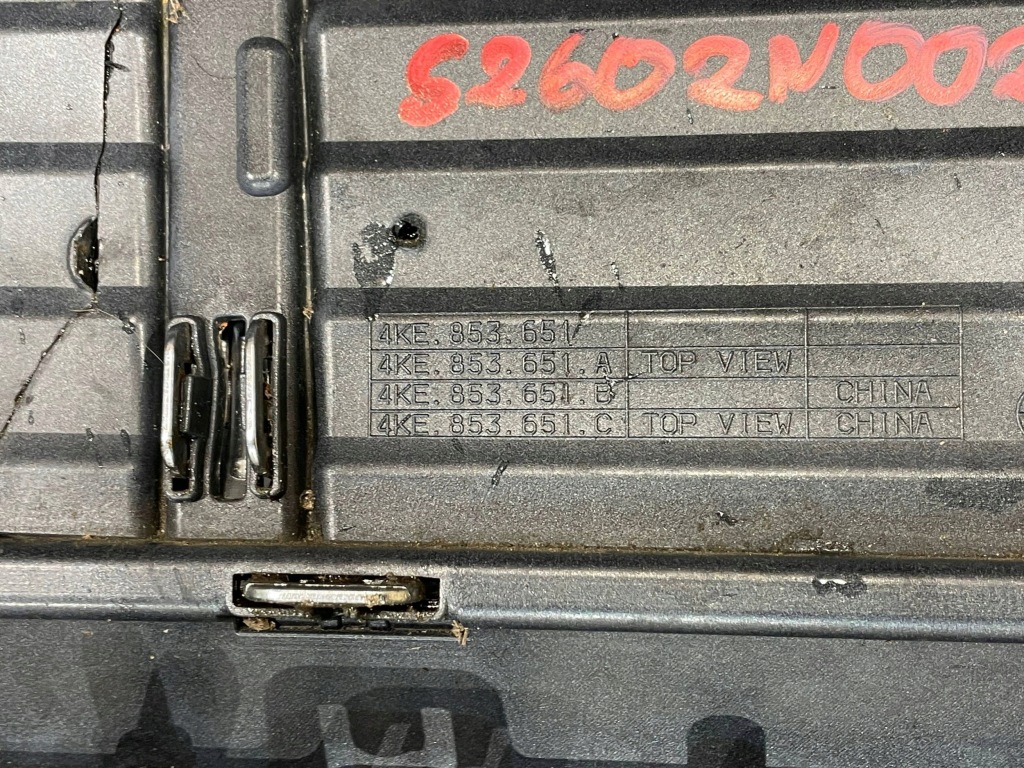 S2602N002
4KE.853.651
4KE.853.651.A TOP VIEW
4KE.853.651.B CHINA
4KE.853.651.C TOP VIEW CHINA